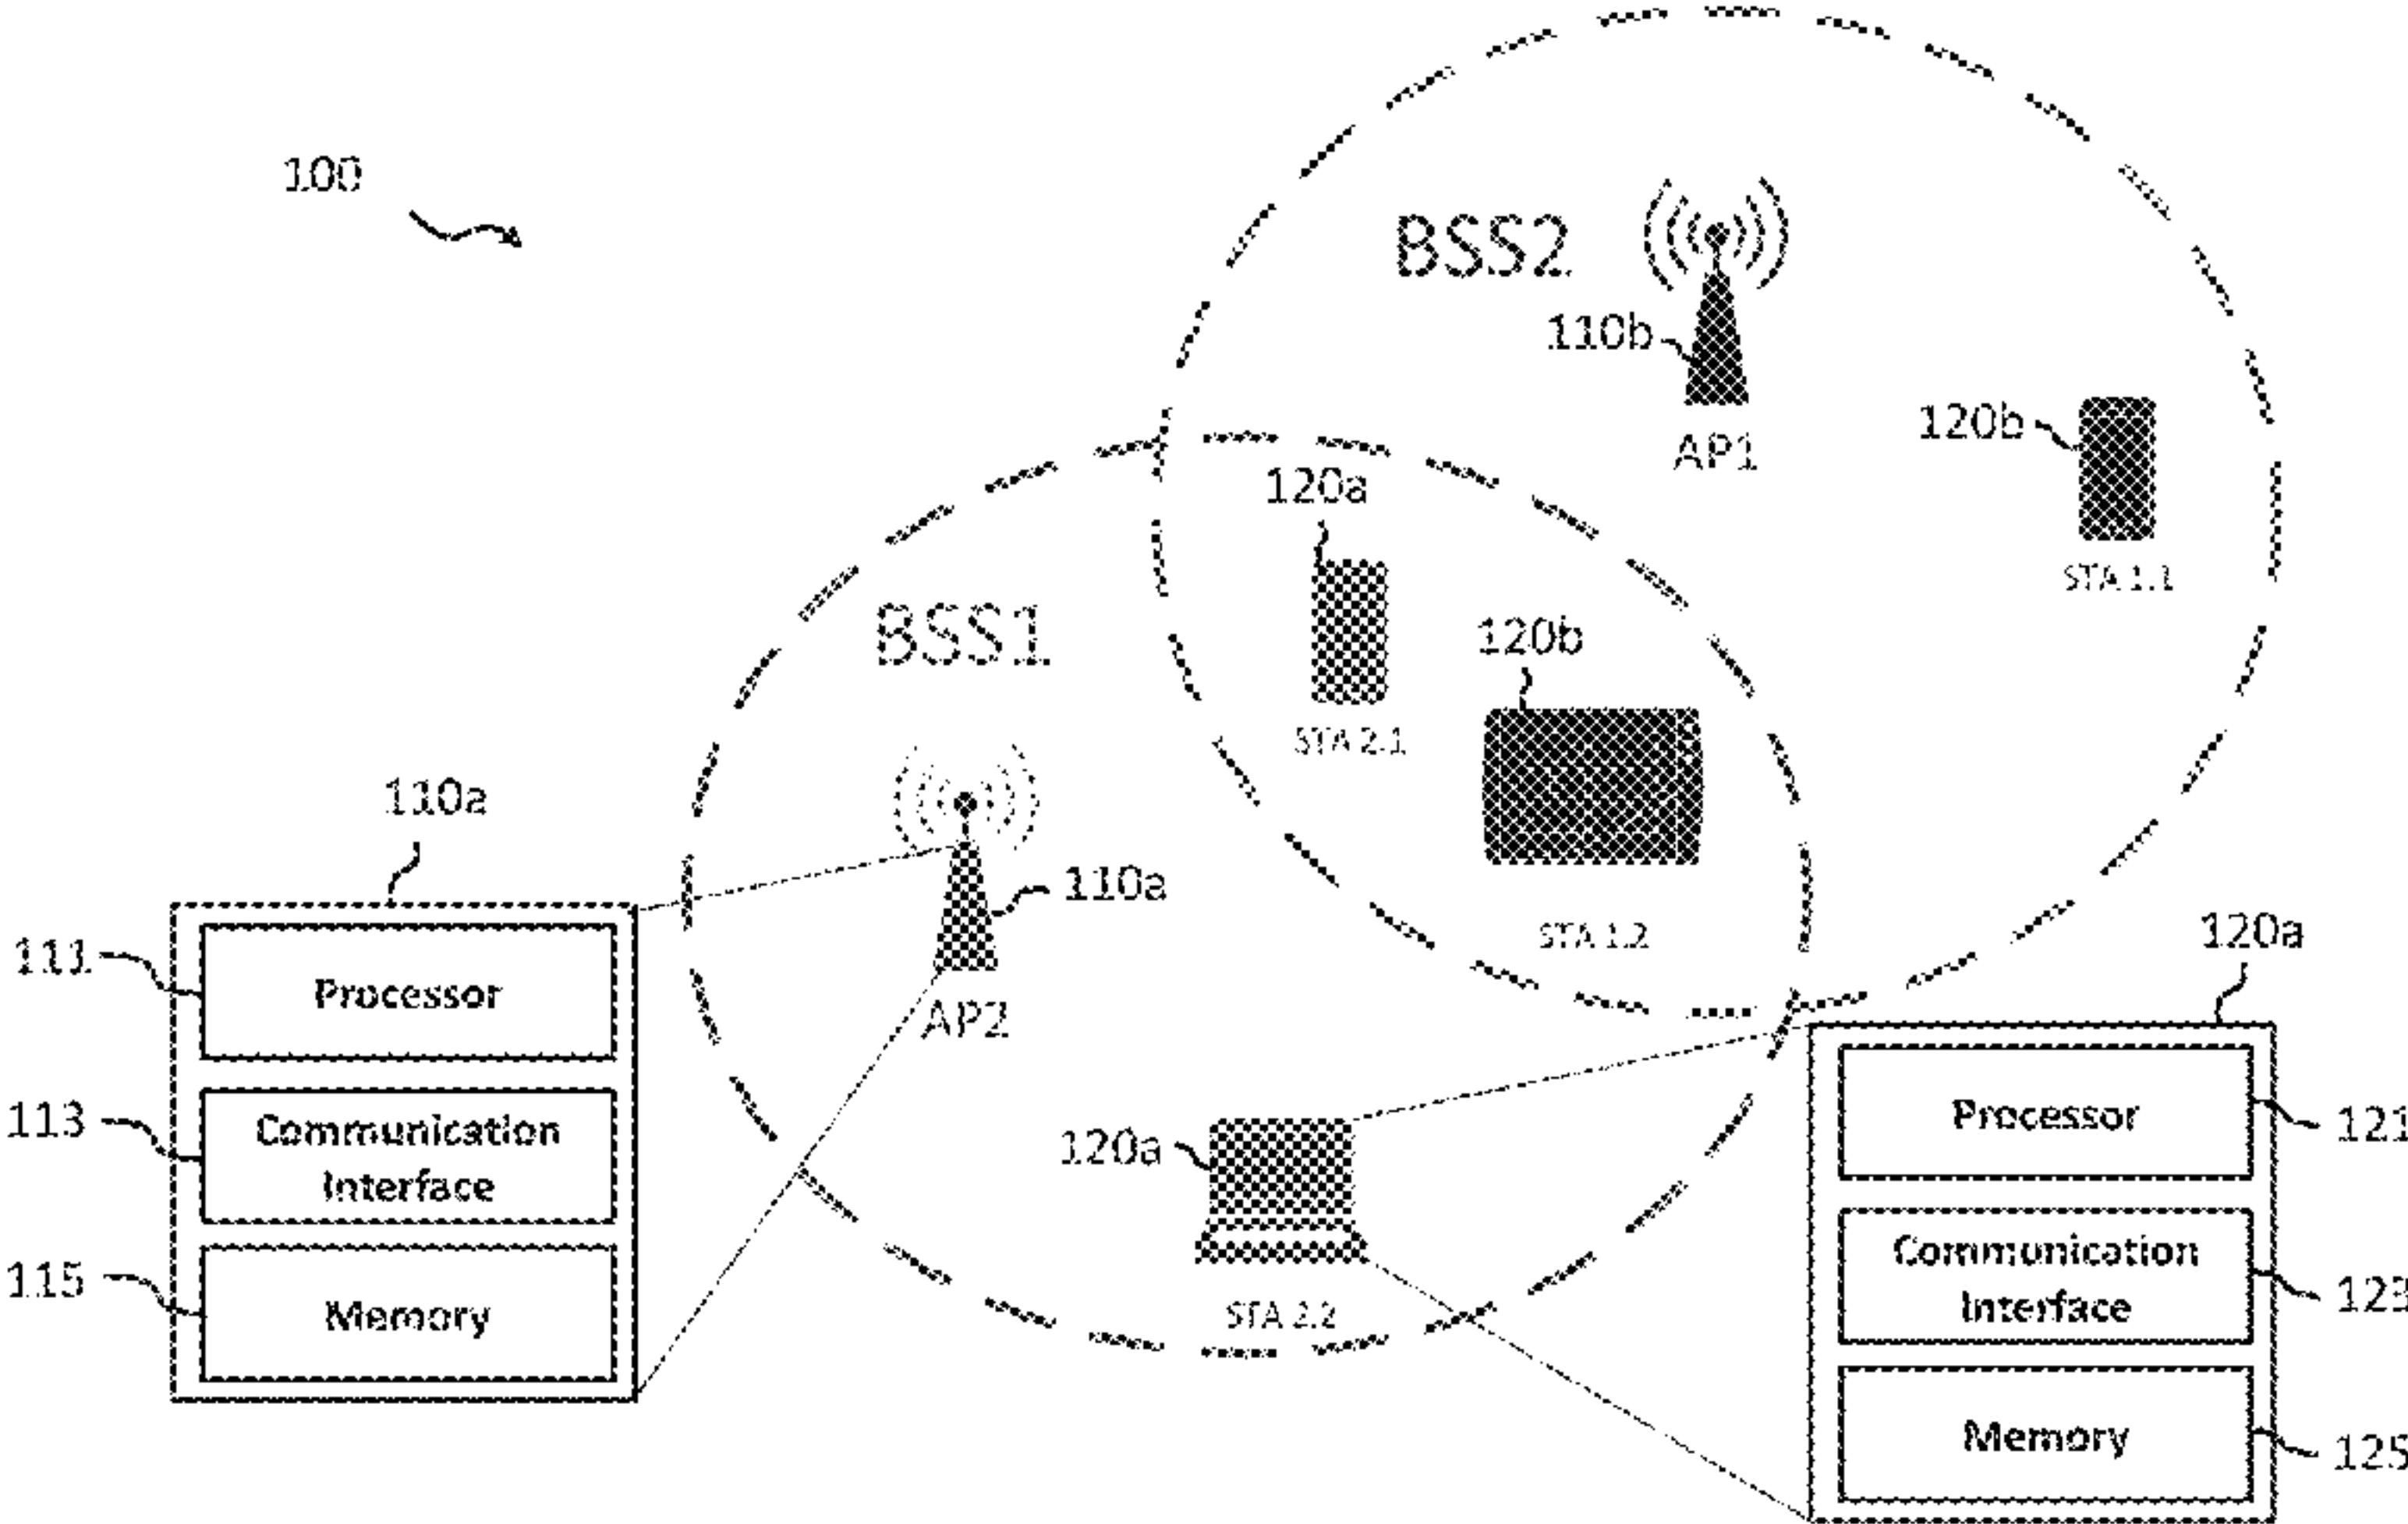 100
BSS2
110b
AP1
120b
STA 1.1
120a
STA 2.1
BSS1
120b
STA 1.2
110a
110a
AP2
111
Processor
113
Communication
Interface
115
Memory
120a
STA 2.2
120a
Processor
121
Communication
Interface
123
Memory
125